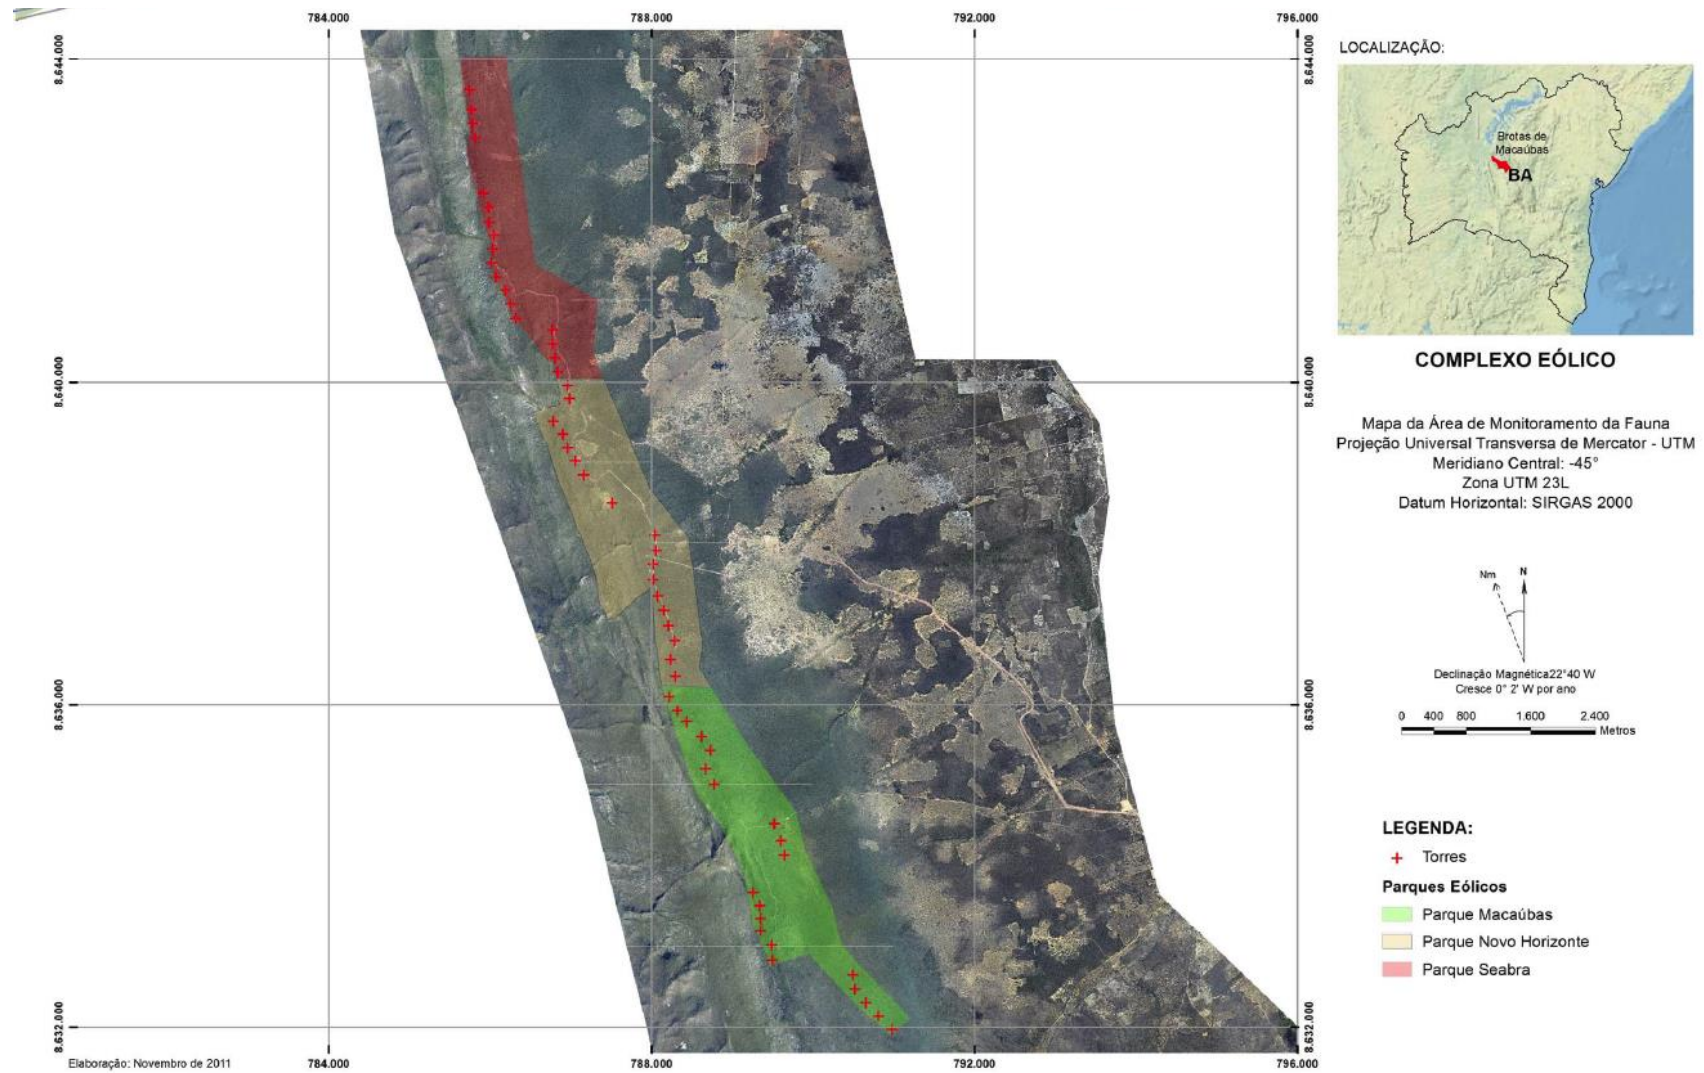 784.000
788.000
792.000
796.000
8.644.000
8.644.000
8.640.000
8.640.000
8.636.000
8.636.000
8.632.000
8.632.000
784.000
788.000
792.000
796.000
Elaboração: Novembro de 2011
LOCALIZAÇÃO:
Brotas de
Macaúbas
BA
COMPLEXO EÓLICO
Mapa da Área de Monitoramento da Fauna
Projeção Universal Transversa de Mercator - UTM
Meridiano Central: -45°
Zona UTM 23L
Datum Horizontal: SIRGAS 2000
Nm
N
Declinação Magnética22°40 W
Cresce 0° 2' W por ano
0 400 800 1.600 2.400
Metros
LEGENDA:
Torres
Parques Eólicos
Parque Macaúbas
Parque Novo Horizonte
Parque Seabra